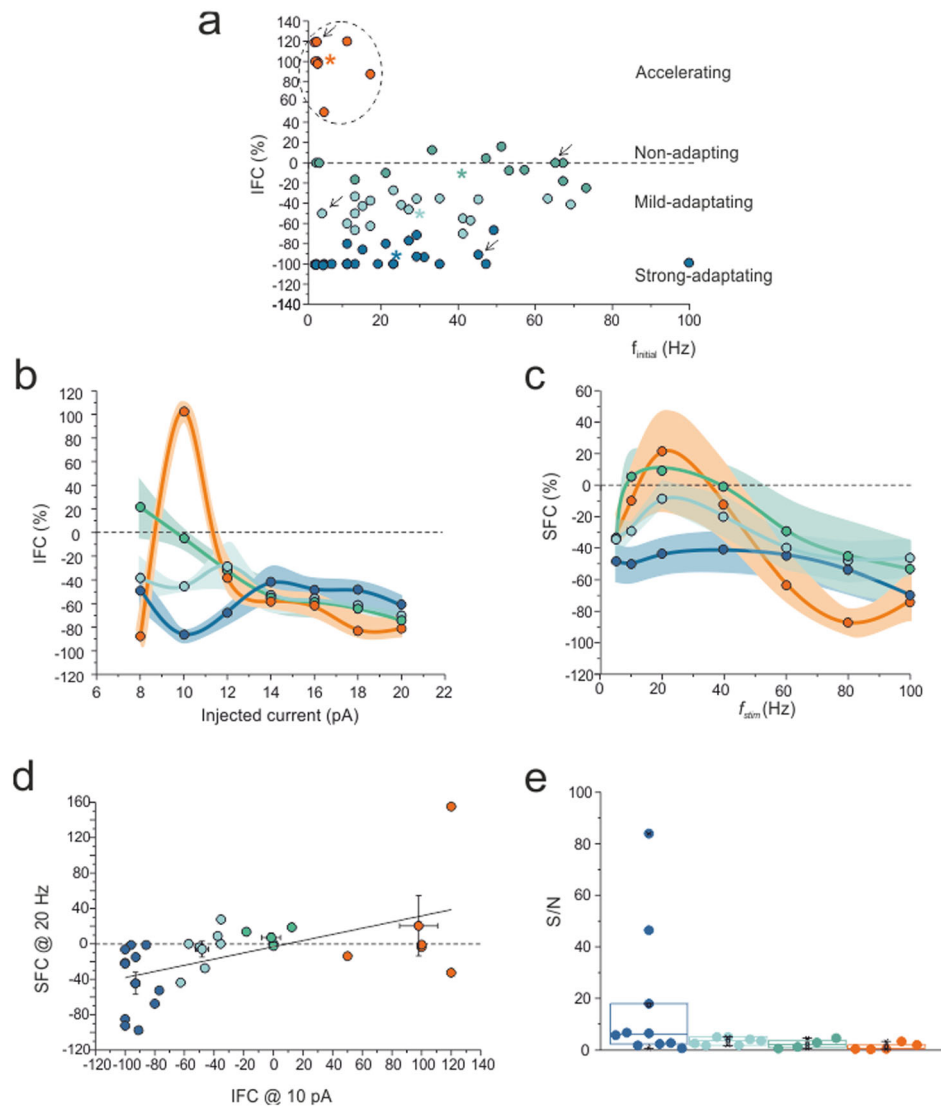 a
140
120
100
80
60
40
20
0
-20
-40
-60
-80
-100
-120
-140
IFC (%)
Accelerating
Non-adapting
Mild-adaptating
Strong-adaptating
*
*
*
*
0 20 40 60 80 100
f initial (Hz)
b
120
100
80
60
40
20
0
-20
-40
-60
-80
-100
-120
IFC (%)
6 8 10 12 14 16 18 20 22
Injected current (pA)
c
60
40
20
0
-20
-40
-60
-80
-100
-120
SFC (%)
0 20 40 60 80 100
f stim (Hz)
d
160
120
80
40
0
-40
-80
-120
SFC @ 20 Hz
-120 -100 -80 -60 -40 -20 0 20 40 60 80 100 120 140
IFC @ 10 pA
e
100
80
60
40
20
0
S/N